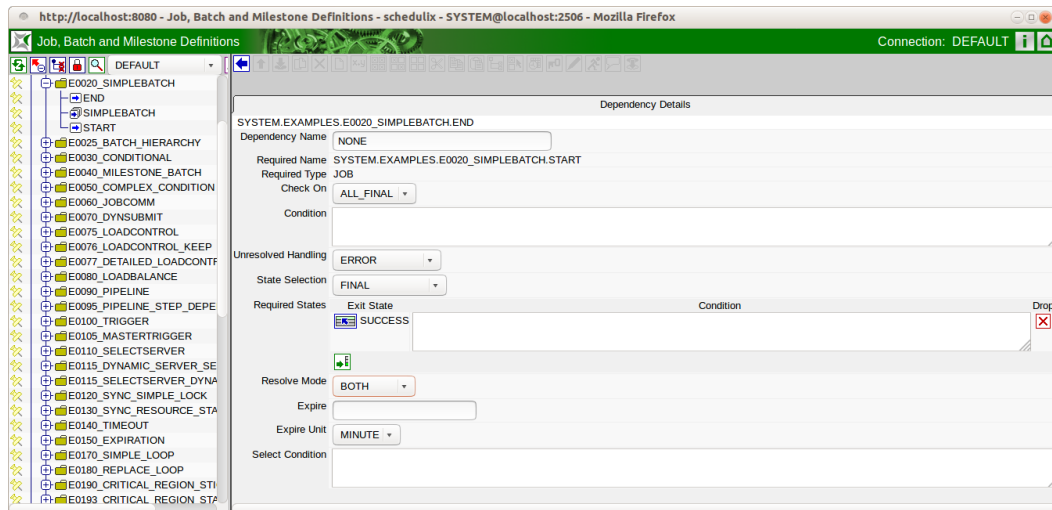 http://localhost:8080 - Job, Batch and Milestone Definitions - schedulix - SYSTEM@localhost:2506 - Mozilla Firefox
Job, Batch and Milestone Definitions
Connection: DEFAULT
DEFAULT
E0020_SIMPLEBATCH
END
SIMPLEBATCH
START
E0025_BATCH_HIERARCHY
E0030_CONDITIONAL
E0040_MILESTONE_BATCH
E0050_COMPLEX_CONDITION
E0060_JOBCOMM
E0070_DYNSUBMIT
E0075_LOADCONTROL
E0076_LOADCONTROL_KEEP
E0077_DETAILED_LOADCONTR
E0080_LOADBALANCE
E0090_PIPELINE
E0095_PIPELINE_STEP_DEPE
E0100_TRIGGER
E0105_MASTERTRIGGER
E0110_SELECTSERVER
E0115_DYNAMIC_SERVER_SE
E0115_SELECTSERVER_DYNA
E0120_SYNC_SIMPLE_LOCK
E0130_SYNC_RESOURCE_STA
E0140_TIMEOUT
E0150_EXPIRATION
E0170_SIMPLE_LOOP
E0180_REPLACE_LOOP
E0190_CRITICAL_REGION_STI
E0193_CRITICAL_REGION_STA
Dependency Details
SYSTEM.EXAMPLES.E0020_SIMPLEBATCH.END
Dependency Name NONE
Required Name SYSTEM.EXAMPLES.E0020_SIMPLEBATCH.START
Required Type JOB
Check On ALL_FINAL
Condition
Unresolved Handling ERROR
State Selection FINAL
Required States Exit State Condition Drop
SUCCESS
Resolve Mode BOTH
Expire
Expire Unit MINUTE
Select Condition